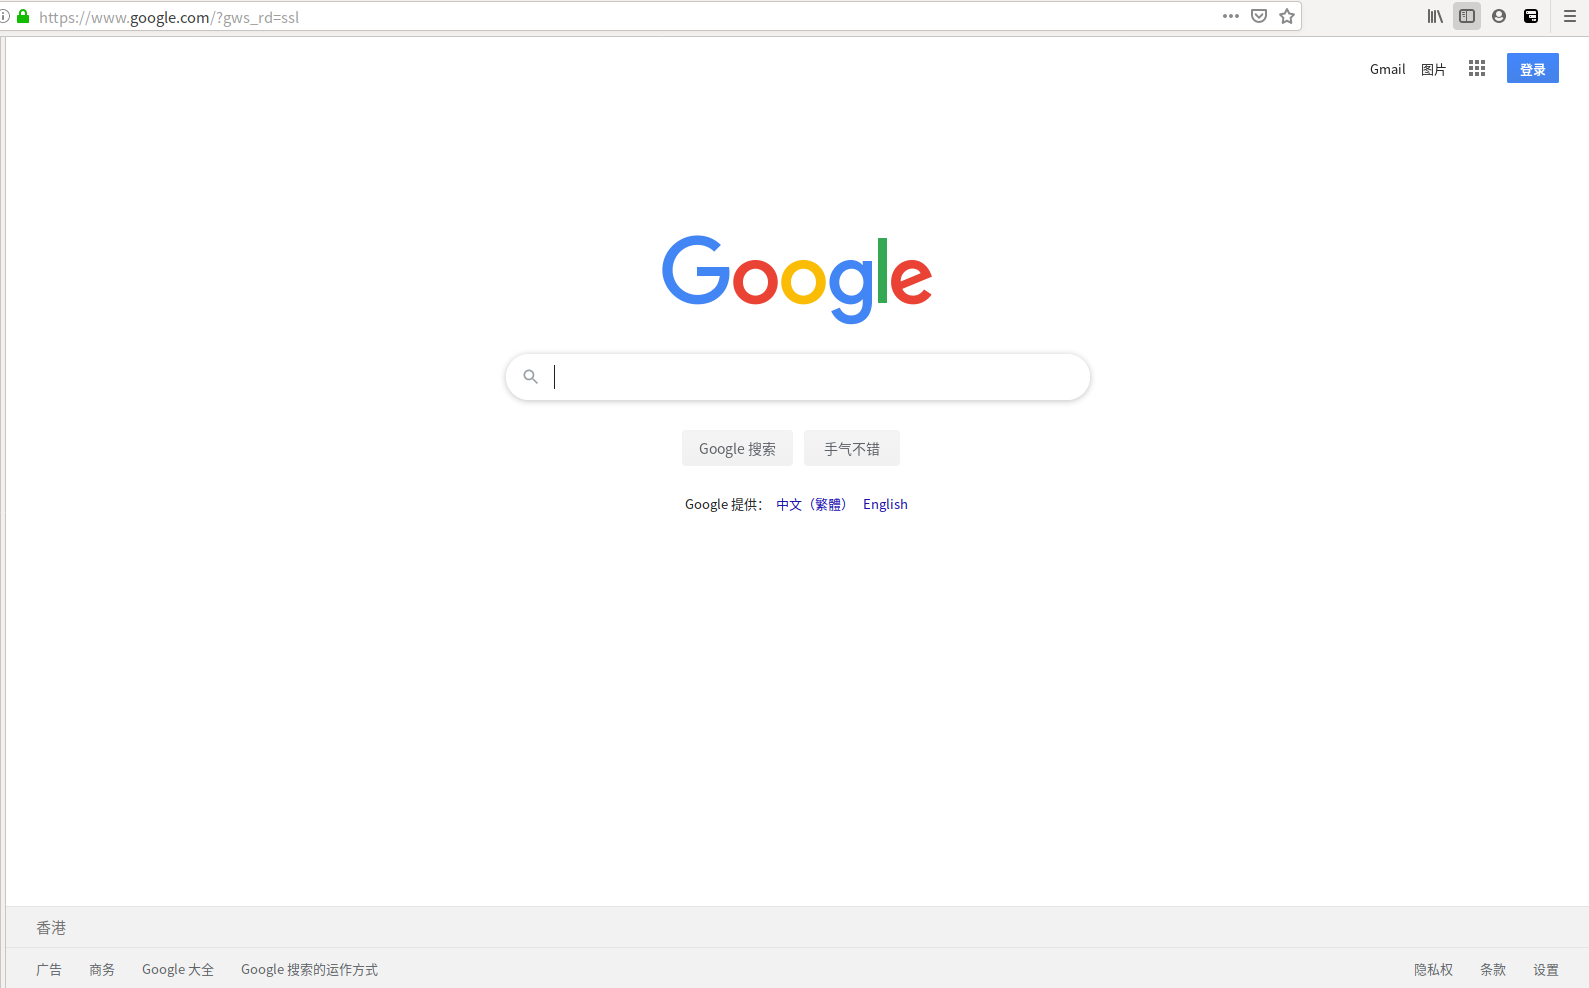 https://www.google.com/?gws_rd=ssl
Gmail 图片 登录
Google
Google 搜索 手气不错
Google 提供： 中文（繁體） English
香港
广告 商务 Google 大全 Google 搜索的运作方式 隐私权 条款 设置